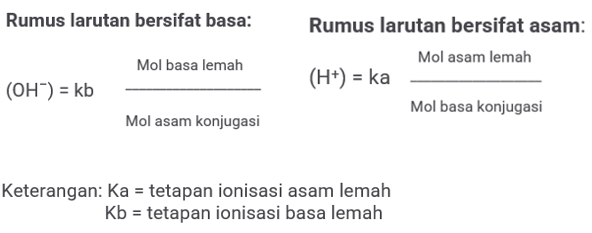 Rumus larutan bersifat basa:
(OH⁻) = kb
Mol basa lemah
Mol asam konjugasi
Rumus larutan bersifat asam:
(H⁺) = ka
Mol asam lemah
Mol basa konjugasi
Keterangan: Ka = tetapan ionisasi asam lemah
Kb = tetapan ionisasi basa lemah